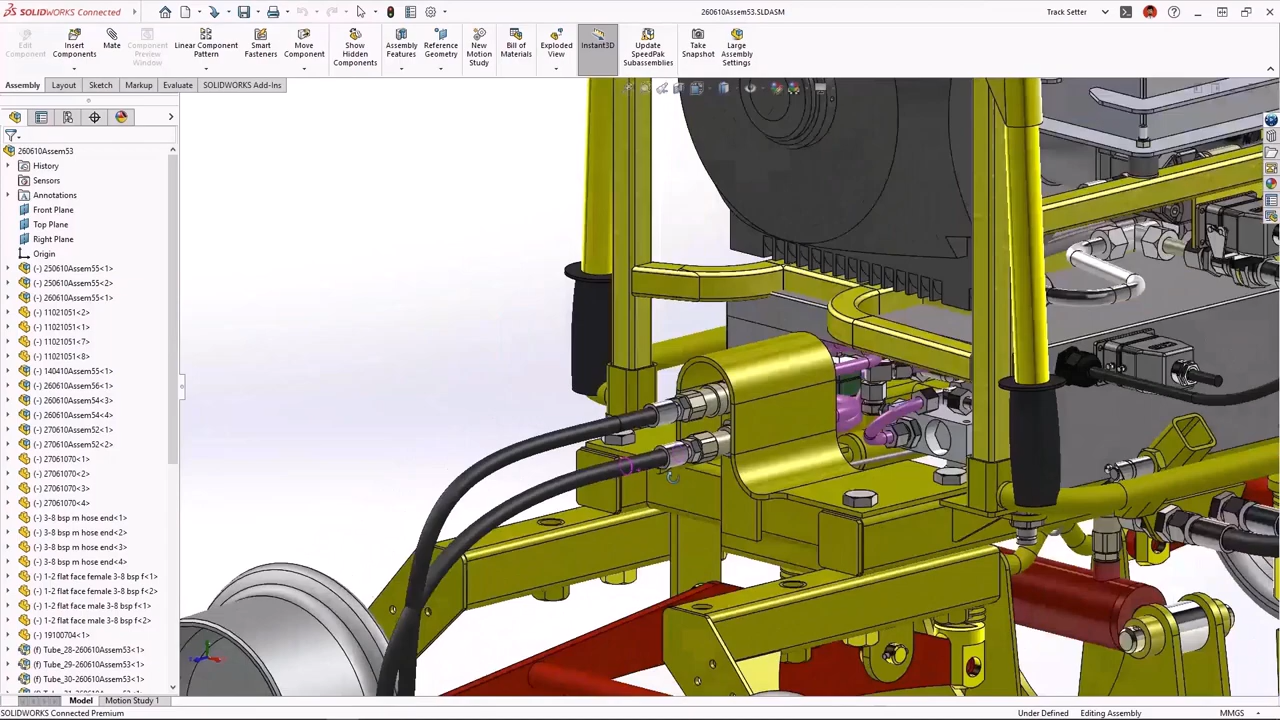 SOLIDWORKS Connected
260610Assem53.SLDASM
Track Setter
Edit Component
Insert Components
Mate
Component Preview Window
Linear Component Pattern
Smart Fasteners
Move Component
Show Hidden Components
Assembly Features
Reference Geometry
New Motion Study
Bill of Materials
Exploded View
Instant3D
Update SpeedPak Subassemblies
Take Snapshot
Large Assembly Settings
Assembly Layout Sketch Markup Evaluate SOLIDWORKS Add-Ins
260610Assem53
History
Sensors
Annotations
Front Plane
Top Plane
Right Plane
Origin
(-) 250610Assem55<1>
(-) 250610Assem55<2>
(-) 260610Assem55<1>
(-) 11021051<2>
(-) 11021051<1>
(-) 11021051<7>
(-) 11021051<8>
(-) 140410Assem55<1>
(-) 260610Assem56<1>
(-) 260610Assem54<3>
(-) 260610Assem54<4>
(-) 270610Assem52<1>
(-) 270610Assem52<2>
(-) 27061070<1>
(-) 27061070<2>
(-) 27061070<3>
(-) 27061070<4>
(-) 3-8 bsp m hose end<1>
(-) 3-8 bsp m hose end<2>
(-) 3-8 bsp m hose end<3>
(-) 3-8 bsp m hose end<4>
(-) 1-2 flat face female 3-8 bsp f<1>
(-) 1-2 flat face female 3-8 bsp f<2>
(-) 1-2 flat face male 3-8 bsp f<1>
(-) 1-2 flat face male 3-8 bsp f<2>
(-) 19100704<1>
(f) Tube_28-260610Assem53<1>
(f) Tube_29-260610Assem53<1>
(f) Tube_30-260610Assem53<1>
Model Motion Study 1
SOLIDWORKS Connected Premium
Under Defined Editing Assembly MMGS